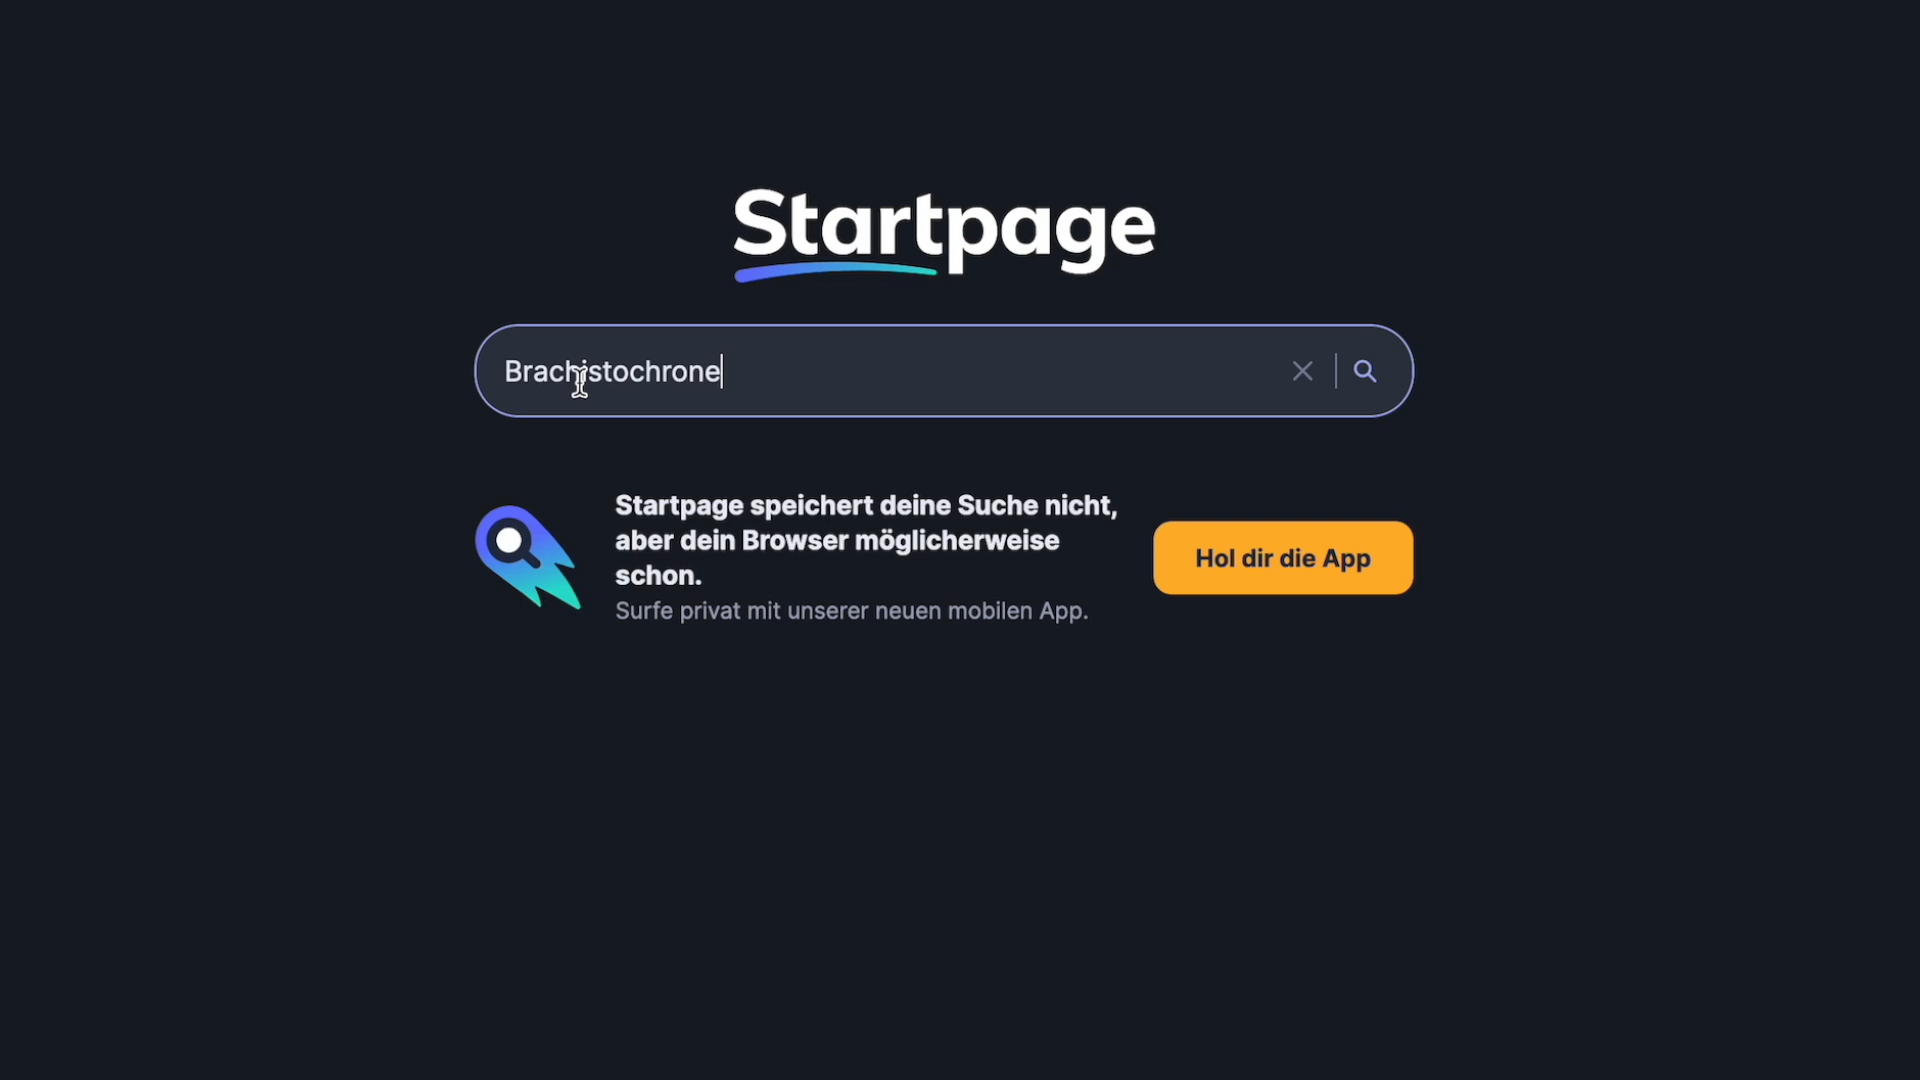 Startpage
Brachistochrone
Startpage speichert deine Suche nicht,
aber dein Browser möglicherweise
schon.
Surfe privat mit unserer neuen mobilen App.
Hol dir die App